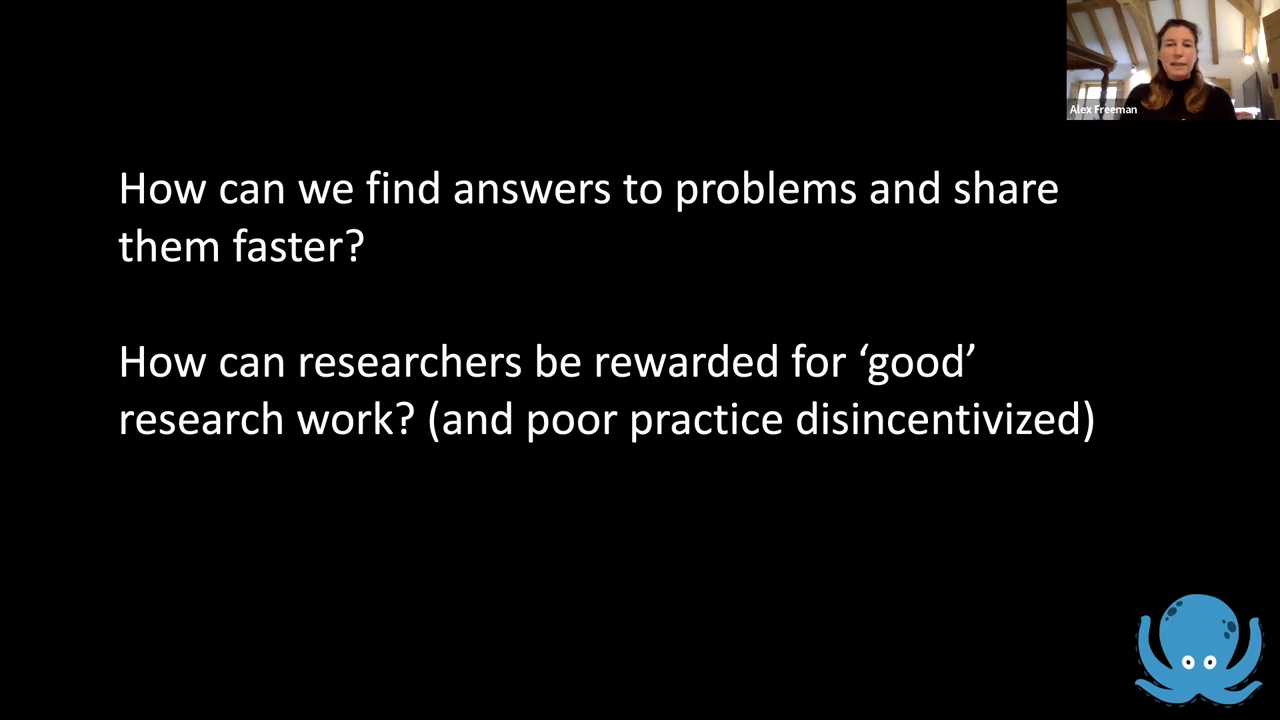 Alex Freeman
How can we find answers to problems and share
them faster?
How can researchers be rewarded for ‘good’
research work? (and poor practice disincentivized)